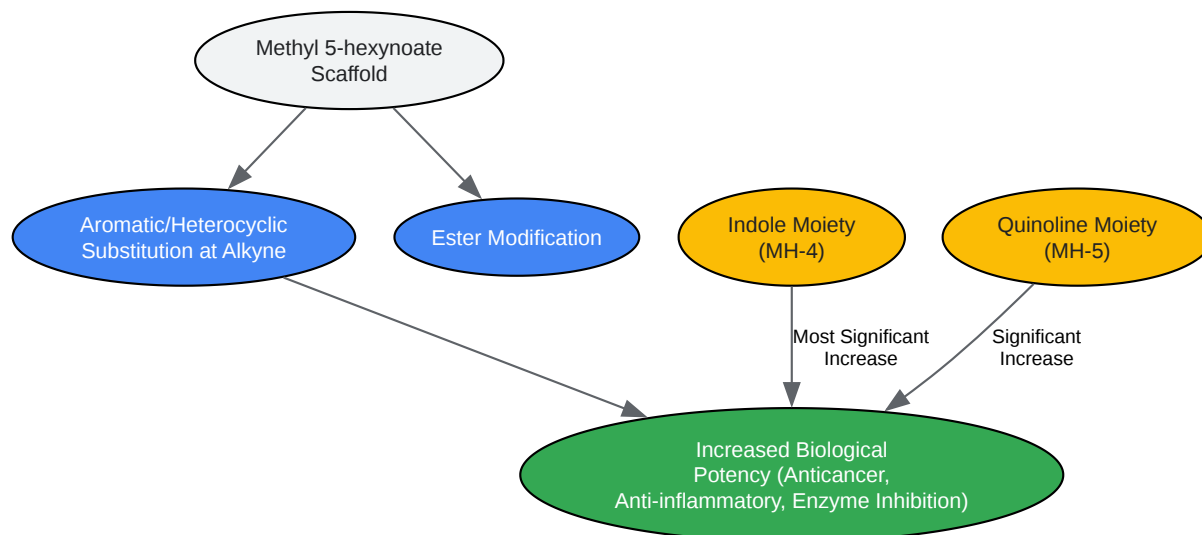 Methyl 5-hexynoate
Scaffold
Aromatic/Heterocyclic
Substitution at Alkyne
Ester Modification
Indole Moiety
(MH-4)
Quinoline Moiety
(MH-5)
Most Significant
Increase
Significant
Increase
Increased Biological
Potency (Anticancer,
Anti-inflammatory, Enzyme Inhibition)